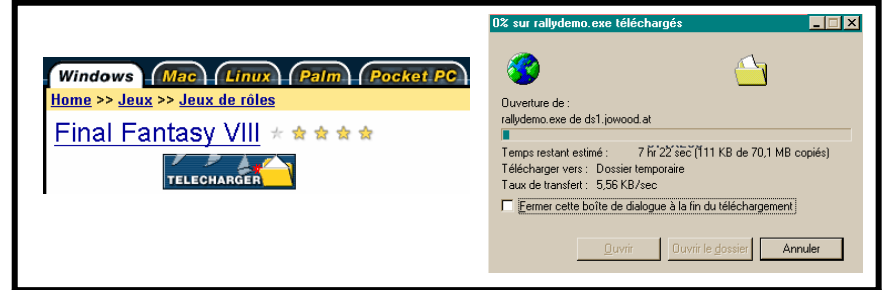 Windows Mac Linux Palm Pocket PC
Home >> Jeux >> Jeux de rôles
Final Fantasy VIII
TELECHARGER
0% sur rallydemo.exe téléchargés
Ouverture de :
rallydemo.exe de ds1.jowood.at
Temps restant estimé : 7 hr 22 sec (111 KB de 70,1 MB copiés)
Télécharger vers : Dossier temporaire
Taux de transfert : 5,56 KB/sec
Fermer cette boîte de dialogue à la fin du téléchargement
Ouvrir Ouvrir le dossier Annuler